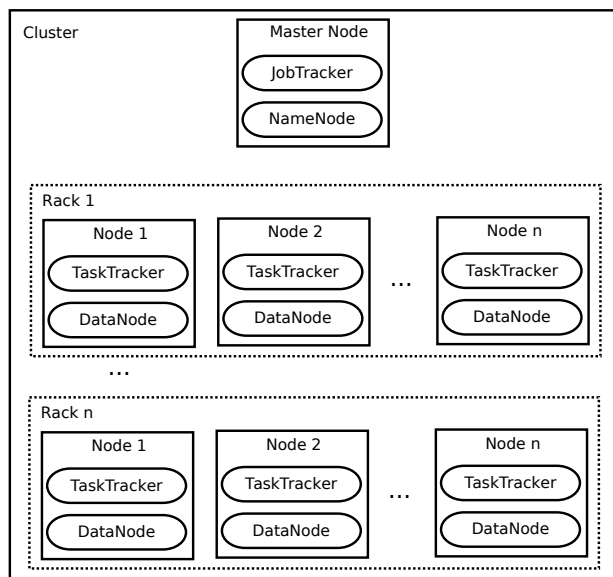 Cluster
Master Node
JobTracker
NameNode
Rack 1
Node 1
TaskTracker
DataNode
Node 2
TaskTracker
DataNode
...
Node n
TaskTracker
DataNode
...
Rack n
Node 1
TaskTracker
DataNode
Node 2
TaskTracker
DataNode
...
Node n
TaskTracker
DataNode